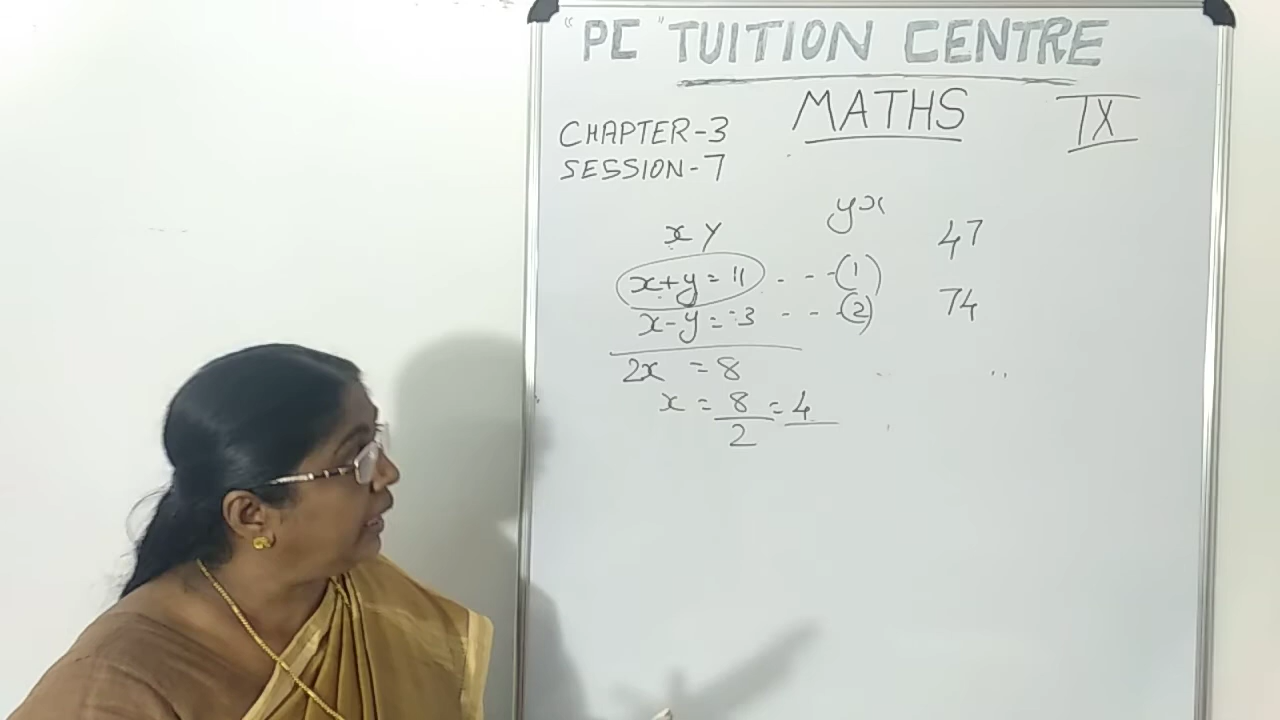 "PC" TUITION CENTRE
MATHS IX
CHAPTER-3
SESSION-7
x y yx 47
x+y = 11 - - - (1)
x-y = -3 - - - (2) 74
2x = 8
x = 8/2 = 4